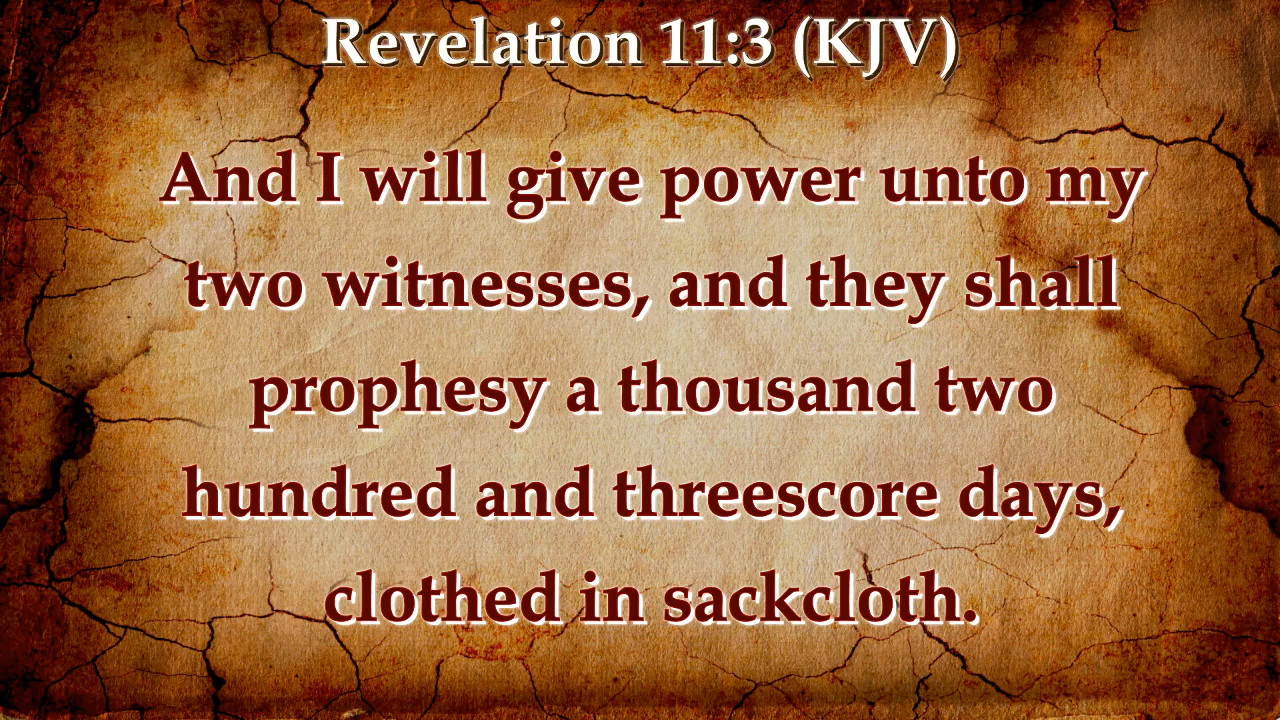 Revelation 11:3 (KJV)
And I will give power unto my
two witnesses, and they shall
prophesy a thousand two
hundred and threescore days,
clothed in sackcloth.